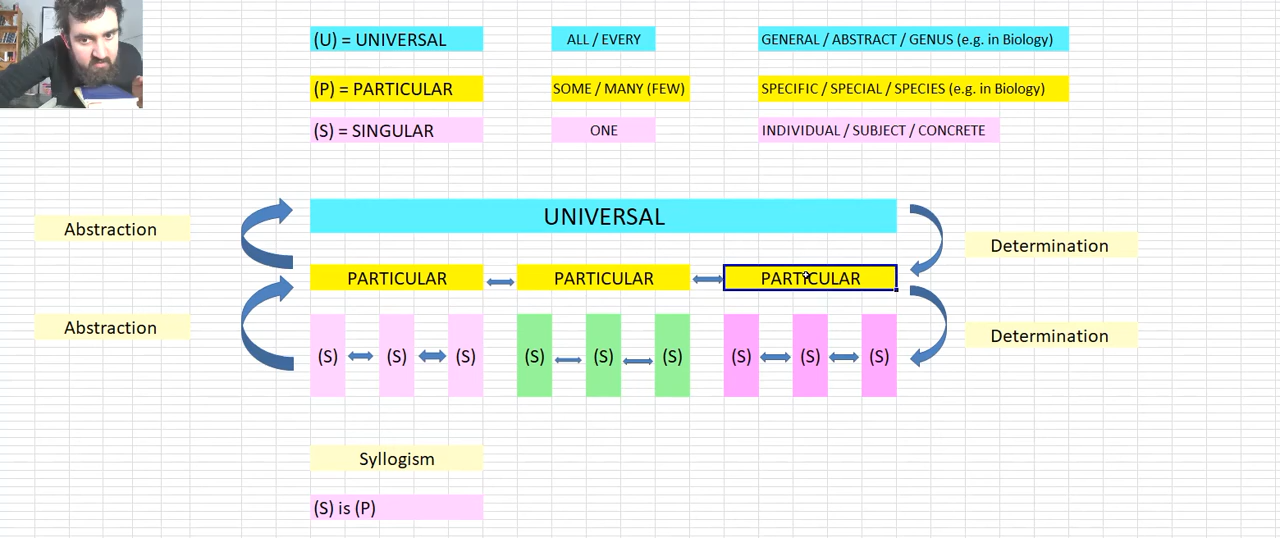 (U) = UNIVERSAL ALL / EVERY GENERAL / ABSTRACT / GENUS (e.g. in Biology)
(P) = PARTICULAR SOME / MANY (FEW) SPECIFIC / SPECIAL / SPECIES (e.g. in Biology)
(S) = SINGULAR ONE INDIVIDUAL / SUBJECT / CONCRETE
UNIVERSAL
Abstraction Determination
PARTICULAR PARTICULAR PARTICULAR
Abstraction Determination
(S) (S) (S) (S) (S) (S) (S) (S) (S)
Syllogism
(S) is (P)